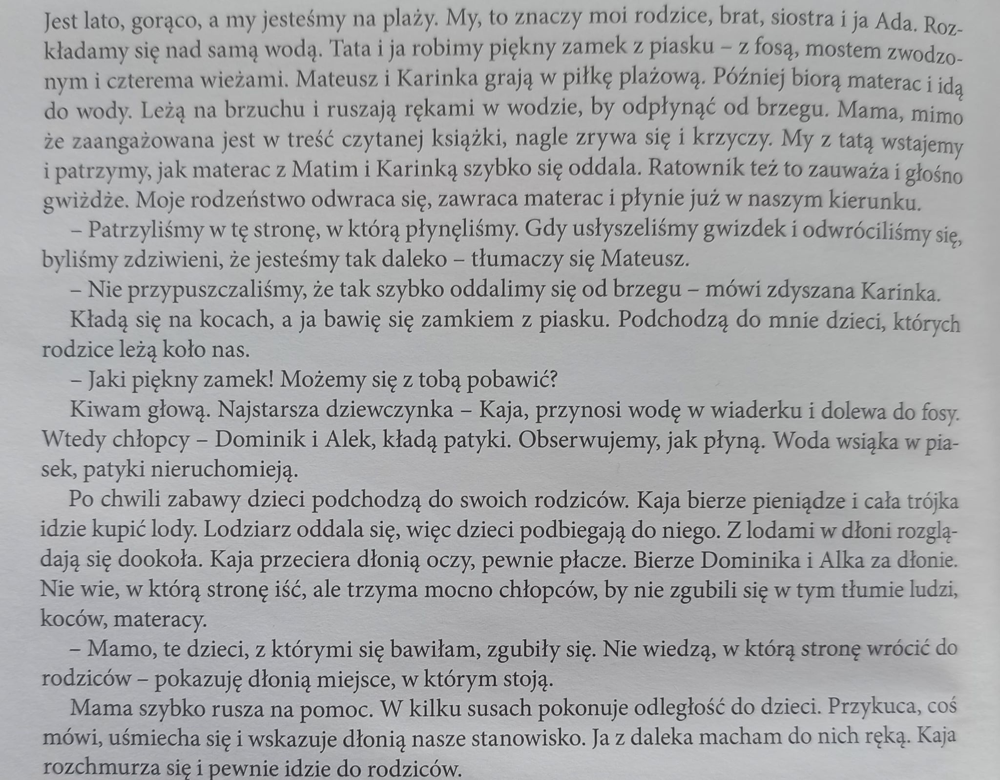 Jest lato, gorąco, a my jesteśmy na plaży. My, to znaczy moi rodzice, brat, siostra i ja Ada. Roz-
kładamy się nad samą wodą. Tata i ja robimy piękny zamek z piasku – z fosą, mostem zwodzo-
nym i czterema wieżami. Mateusz i Karinka grają w piłkę plażową. Później biorą materac i idą
do wody. Leżą na brzuchu i ruszają rękami w wodzie, by odpłynąć od brzegu. Mama, mimo
że zaangażowana jest w treść czytanej książki, nagle zrywa się i krzyczy. My z tatą wstajemy
i patrzymy, jak materac z Matim i Karinką szybko się oddala. Ratownik też to zauważa i głośno
gwiżdże. Moje rodzeństwo odwraca się, zawraca materac i płynie już w naszym kierunku.
– Patrzyliśmy w tę stronę, w którą płynęliśmy. Gdy usłyszeliśmy gwizdek i odwróciliśmy się,
byliśmy zdziwieni, że jesteśmy tak daleko – tłumaczy się Mateusz.
– Nie przypuszczaliśmy, że tak szybko oddalimy się od brzegu – mówi zdyszana Karinka.
Kładą się na kocach, a ja bawię się zamkiem z piasku. Podchodzą do mnie dzieci, których
rodzice leżą koło nas.
– Jaki piękny zamek! Możemy się z tobą pobawić?
Kiwam głową. Najstarsza dziewczynka – Kaja, przynosi wodę w wiaderku i dolewa do fosy.
Wtedy chłopcy – Dominik i Alek, kładą patyki. Obserwujemy, jak płyną. Woda wsiąka w pia-
sek, patyki nieruchomieją.
Po chwili zabawy dzieci podchodzą do swoich rodziców. Kaja bierze pieniądze i cała trójka
idzie kupić lody. Lodziarz oddala się, więc dzieci podbiegają do niego. Z lodami w dłoni rozglą-
dają się dookoła. Kaja przeciera dłonią oczy, pewnie płacze. Bierze Dominika i Alka za dłonie.
Nie wie, w którą stronę iść, ale trzyma mocno chłopców, by nie zgubili się w tym tłumie ludzi,
koców, materacy.
– Mamo, te dzieci, z którymi się bawiłam, zgubiły się. Nie wiedzą, w którą stronę wrócić do
rodziców – pokazuję dłonią miejsce, w którym stoją.
Mama szybko rusza na pomoc. W kilku susach pokonuje odległość do dzieci. Przykuca, coś
mówi, uśmiecha się i wskazuje dłonią nasze stanowisko. Ja z daleka macham do nich ręką. Kaja
rozchmurza się i pewnie idzie do rodziców.